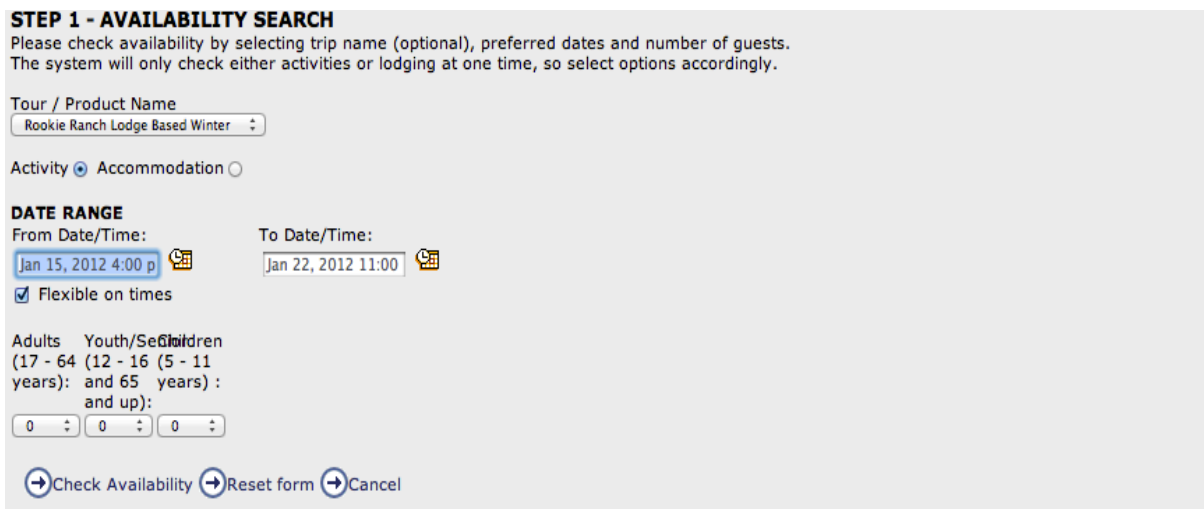 STEP 1 - AVAILABILITY SEARCH
Please check availability by selecting trip name (optional), preferred dates and number of guests.
The system will only check either activities or lodging at one time, so select options accordingly.
Tour / Product Name
Rookie Ranch Lodge Based Winter
Activity Accommodation
DATE RANGE
From Date/Time: To Date/Time:
Jan 15, 2012 4:00 p Jan 22, 2012 11:00
Flexible on times
Adults Youth/Senior Children
(17 - 64 (12 - 16 (5 - 11
years): and 65 years) :
and up):
0 0 0
Check Availability Reset form Cancel